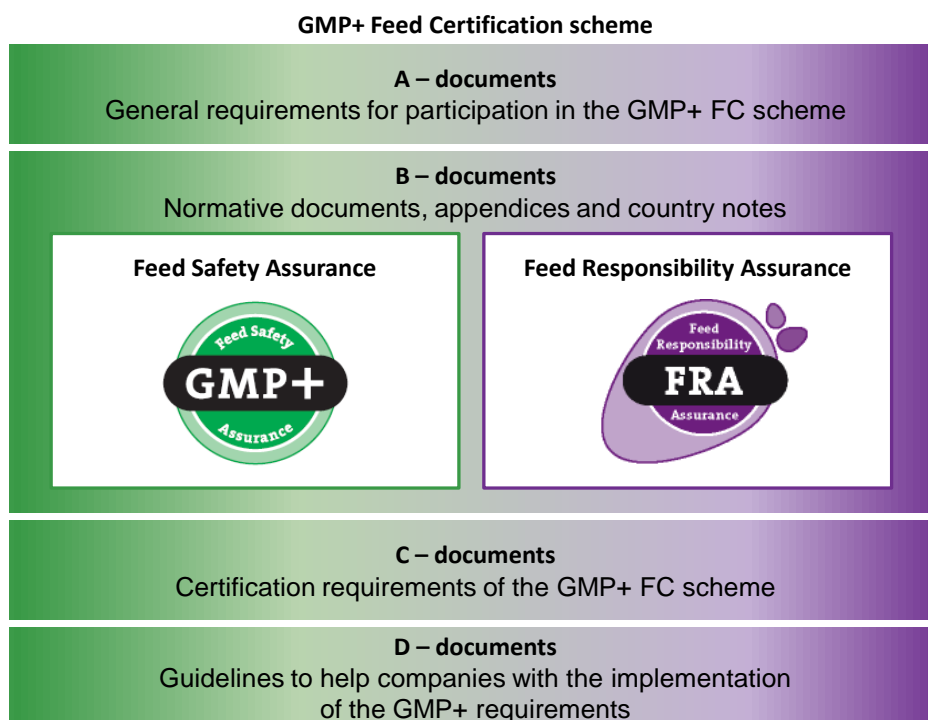 GMP+ Feed Certification scheme
A – documents
General requirements for participation in the GMP+ FC scheme
B – documents
Normative documents, appendices and country notes
Feed Safety Assurance
Feed Safety
GMP+
Assurance
Feed Responsibility Assurance
Feed
Responsibility
FRA
Assurance
C – documents
Certification requirements of the GMP+ FC scheme
D – documents
Guidelines to help companies with the implementation
of the GMP+ requirements